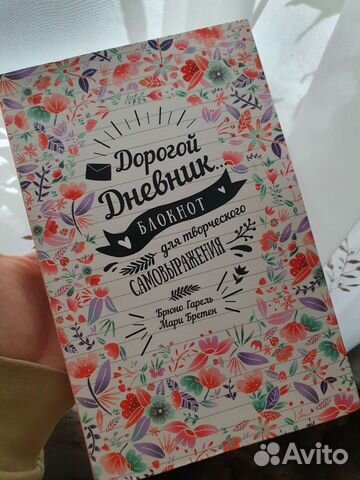 Дорогой
Дневник...
БЛОКНОТ
для творческого
САМОВЫРАЖЕНИЯ
Брюно Гарель
Мари Бретен
Avito